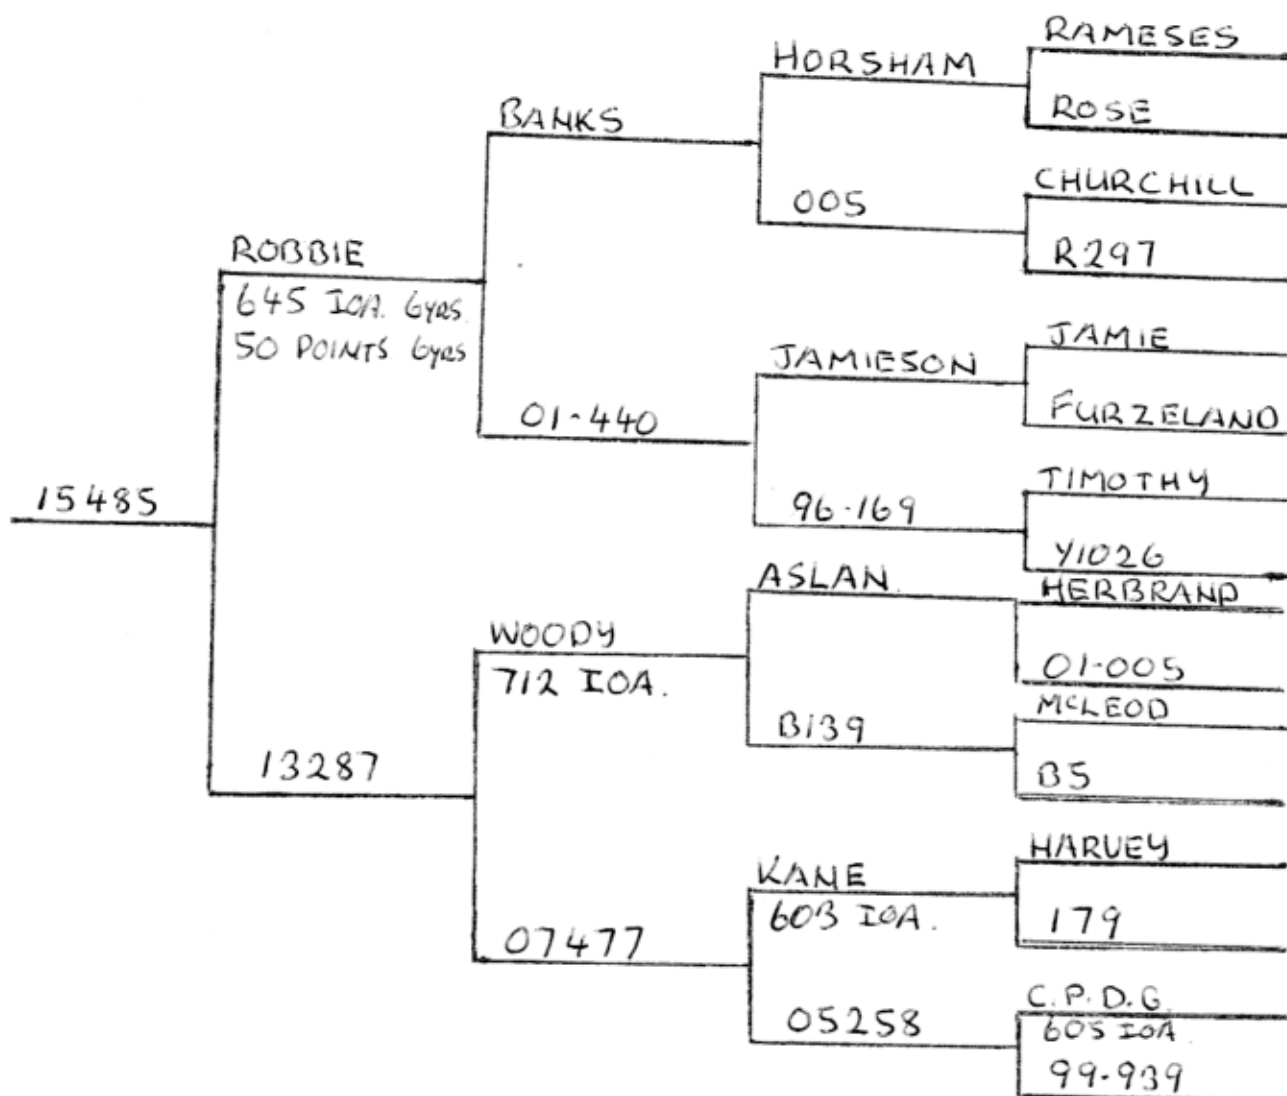 RAMESES
HORSHAM
ROSE
BANKS
CHURCHILL
005
R297
ROBBIE
645 IOA. 6YRS.
50 POINTS 6YRS
JAMIE
JAMIESON
FURZELAND
01-440
TIMOTHY
96-169
Y1026
15485
ASLAN.
HERBRAND
WOODY
712 IOA.
01-005
MCLEOD
B139
B5
13287
HARVEY
KANE
603 IOA.
179
07477
C.P.D.G.
605 IOA
05258
99-939